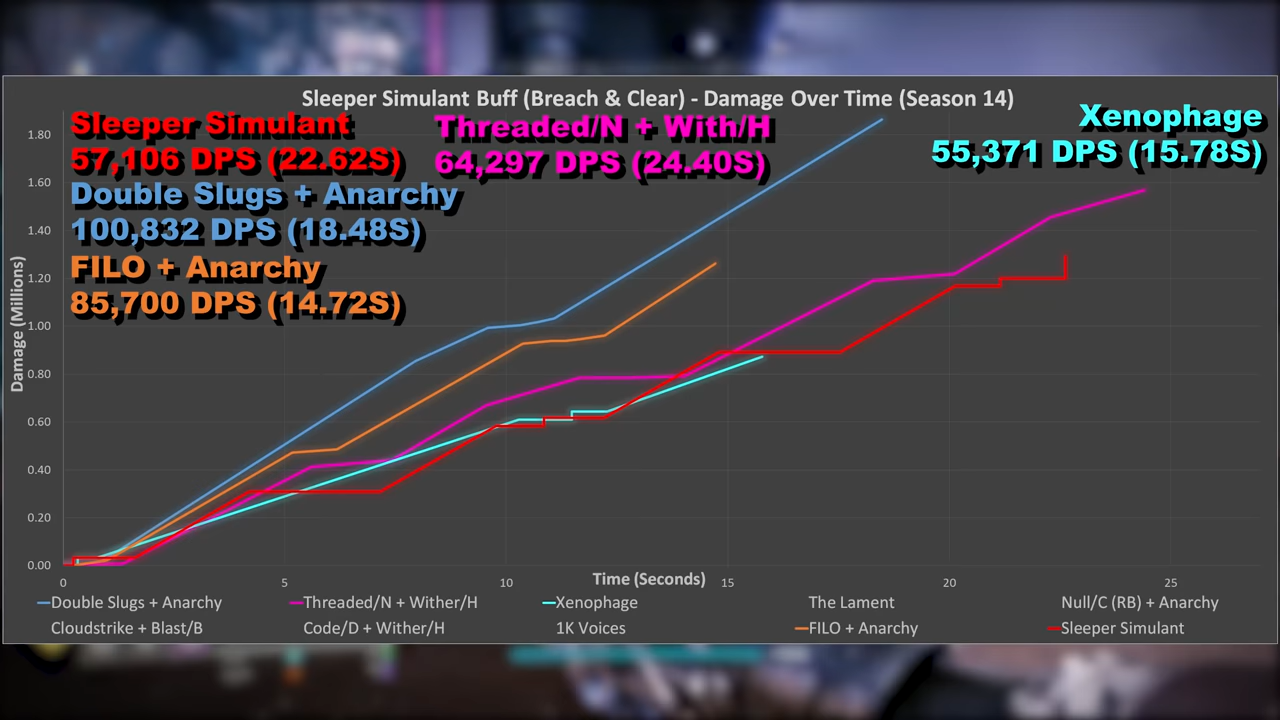 Sleeper Simulant Buff (Breach & Clear) - Damage Over Time (Season 14)
Sleeper Simulant
57,106 DPS (22.62S)
Double Slugs + Anarchy
100,832 DPS (18.48S)
FILO + Anarchy
85,700 DPS (14.72S)
Threaded/N + With/H
64,297 DPS (24.40S)
Xenophage
55,371 DPS (15.78S)
Damage (Millions)
1.80
1.60
1.40
1.20
1.00
0.80
0.60
0.40
0.20
0.00
0 5 10 15 20 25
Time (Seconds)
Double Slugs + Anarchy Threaded/N + Wither/H Xenophage The Lament Null/C (RB) + Anarchy
Cloudstrike + Blast/B Code/D + Wither/H 1K Voices FILO + Anarchy Sleeper Simulant